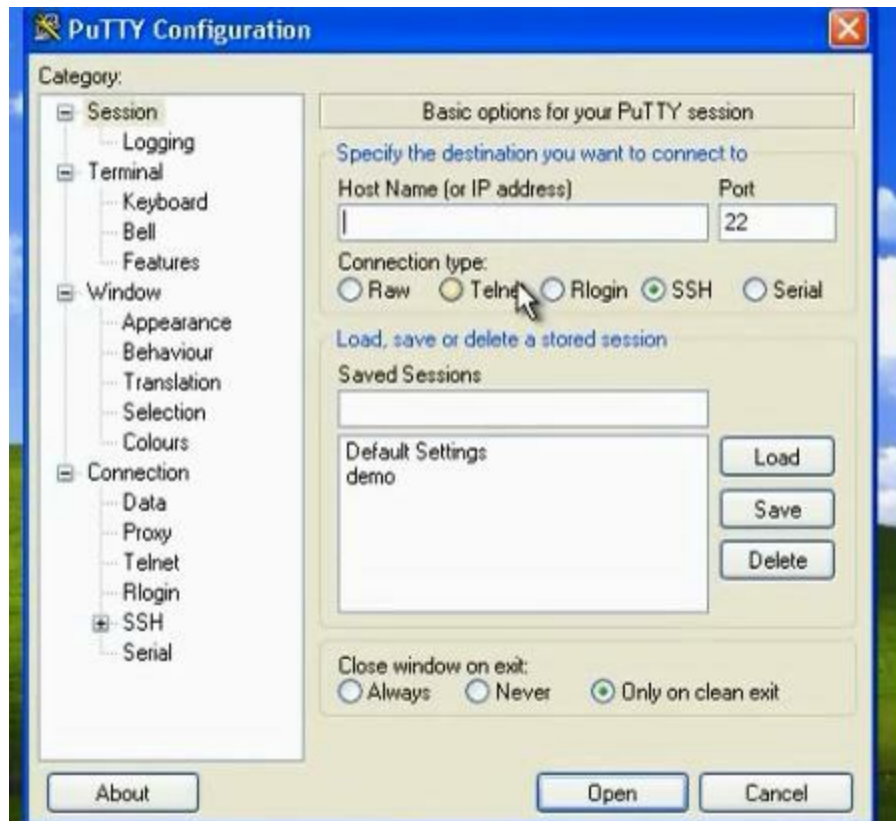 PuTTY Configuration
Category:
Session
Logging
Terminal
Keyboard
Bell
Features
Window
Appearance
Behaviour
Translation
Selection
Colours
Connection
Data
Proxy
Telnet
Rlogin
SSH
Serial
Basic options for your PuTTY session
Specify the destination you want to connect to
Host Name (or IP address) Port
22
Connection type:
Raw Telnet Rlogin SSH Serial
Load, save or delete a stored session
Saved Sessions
Default Settings
demo
Load
Save
Delete
Close window on exit:
Always Never Only on clean exit
About Open Cancel